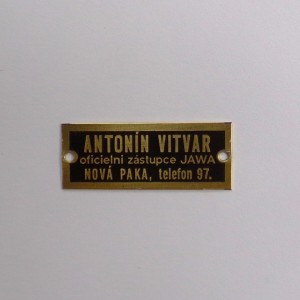 ANTONÍN VITVAR
oficielní zástupce JAWA
NOVÁ PAKA, telefon 97.